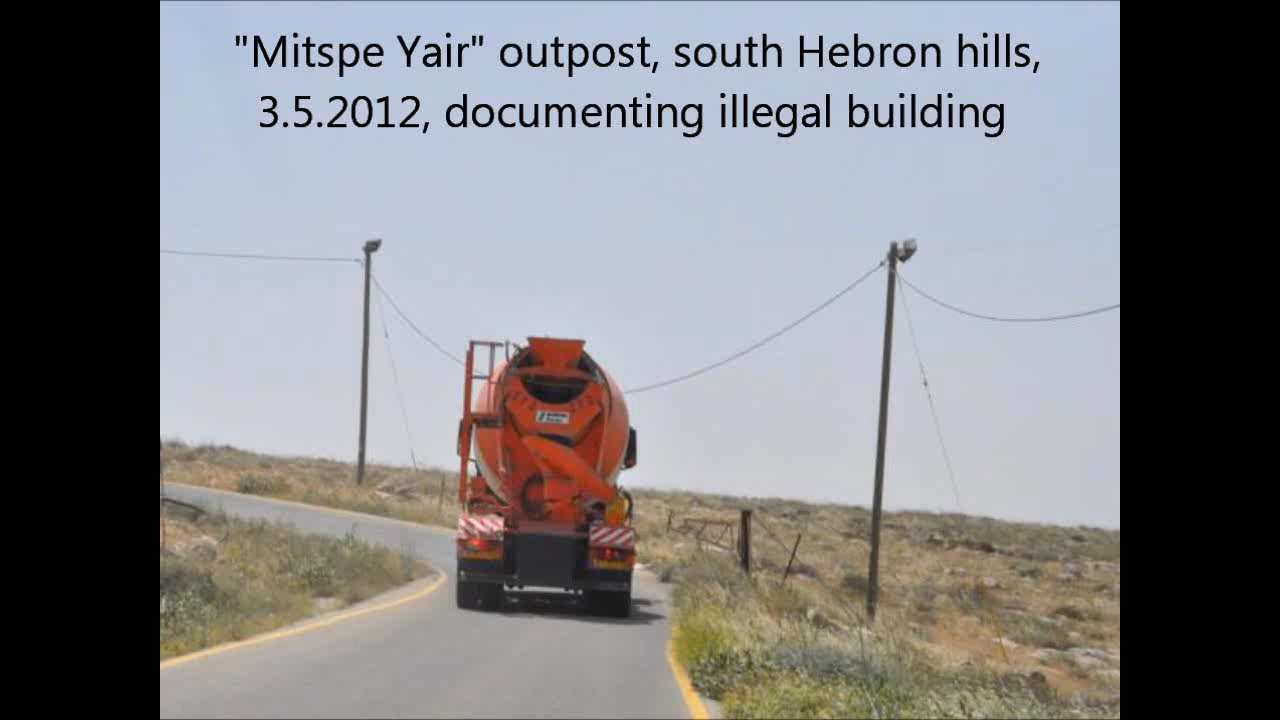 "Mitspe Yair" outpost, south Hebron hills,
3.5.2012, documenting illegal building